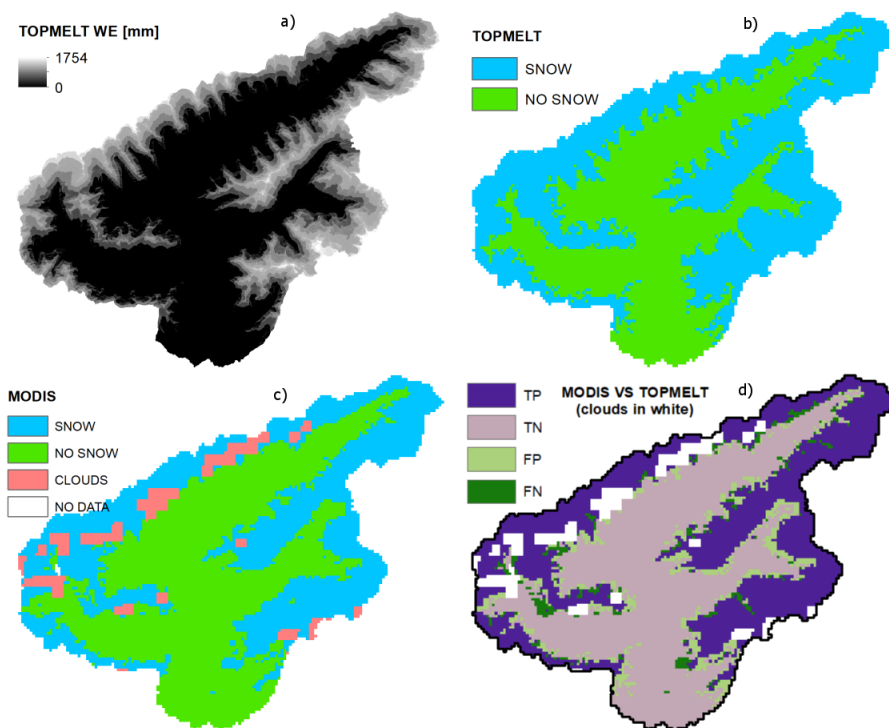 TOPMELT WE [mm]
1754
0
a)
TOPMELT
SNOW
NO SNOW
b)
MODIS
SNOW
NO SNOW
CLOUDS
NO DATA
c)
TP
TN
FP
FN
MODIS VS TOPMELT
(clouds in white)
d)